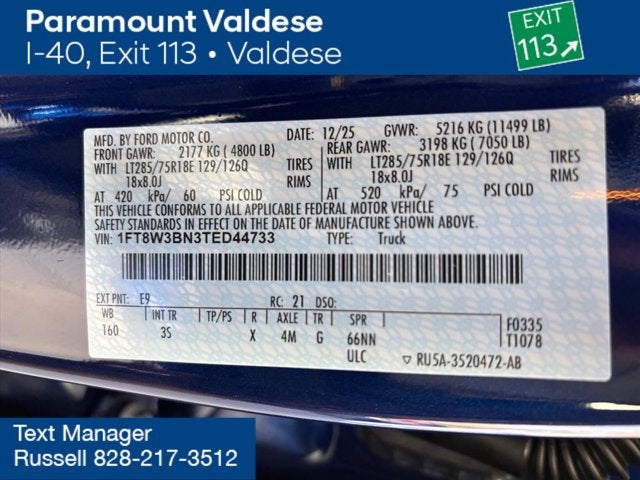 Paramount Valdese
I-40, Exit 113 • Valdese
EXIT
113
MFD. BY FORD MOTOR CO.
DATE: 12/25 GVWR: 5216 KG (11499 LB)
FRONT GAWR: 2177 KG (4800 LB)
WITH LT285/75R18E 129/126Q TIRES
18x8.0J RIMS
AT 420 kPa/ 60 PSI COLD
REAR GAWR: 3198 KG (7050 LB)
WITH LT285/75R18E 129/126Q TIRES
18x8.0J RIMS
AT 520 kPa/ 75 PSI COLD
THIS VEHICLE CONFORMS TO ALL APPLICABLE FEDERAL MOTOR VEHICLE
SAFETY STANDARDS IN EFFECT ON THE DATE OF MANUFACTURE SHOWN ABOVE.
VIN: 1FT8W3BN3TED44733 TYPE: Truck
EXT PNT: E9 RC: 21 DSO:
WB INT TR TP/PS R AXLE TR SPR
160 3S X 4M G 66NN
ULC
F0335
T1078
RU5A-3520472-AB
Text Manager
Russell 828-217-3512